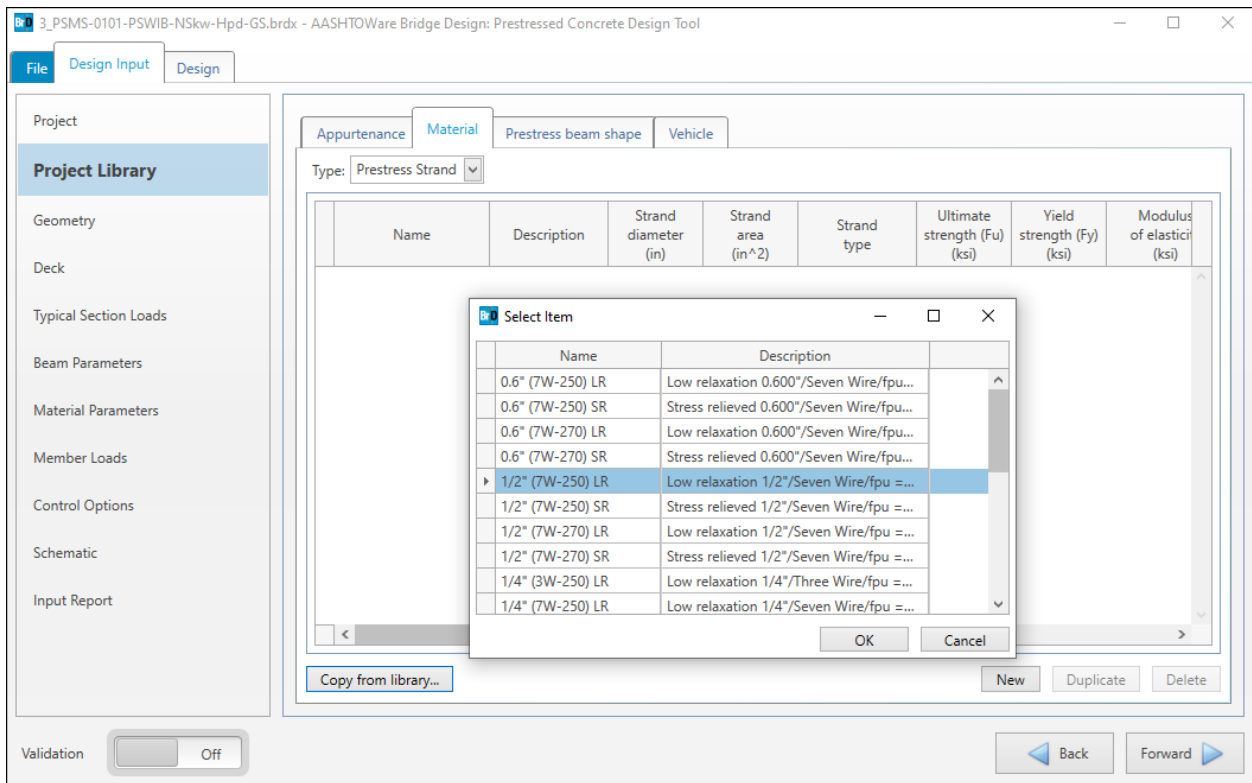 BrD 3_PSMS-0101-PSWIB-NSkw-Hpd-GS.brdx - AASHTOWare Bridge Design: Prestressed Concrete Design Tool
File Design Input Design
Project
Project Library
Geometry
Deck
Typical Section Loads
Beam Parameters
Material Parameters
Member Loads
Control Options
Schematic
Input Report
Appurtenance Material Prestress beam shape Vehicle
Type: Prestress Strand
Name Description Strand diameter (in) Strand area (in^2) Strand type Ultimate strength (Fu) (ksi) Yield strength (Fy) (ksi) Modulus of elasticit (ksi)
BrD Select Item
Name Description
0.6" (7W-250) LR Low relaxation 0.600"/Seven Wire/fpu...
0.6" (7W-250) SR Stress relieved 0.600"/Seven Wire/fpu...
0.6" (7W-270) LR Low relaxation 0.600"/Seven Wire/fpu...
0.6" (7W-270) SR Stress relieved 0.600"/Seven Wire/fpu...
1/2" (7W-250) LR Low relaxation 1/2"/Seven Wire/fpu =...
1/2" (7W-250) SR Stress relieved 1/2"/Seven Wire/fpu =...
1/2" (7W-270) LR Low relaxation 1/2"/Seven Wire/fpu =...
1/2" (7W-270) SR Stress relieved 1/2"/Seven Wire/fpu =...
1/4" (3W-250) LR Low relaxation 1/4"/Three Wire/fpu =...
1/4" (7W-250) LR Low relaxation 1/4"/Seven Wire/fpu =...
OK Cancel
Copy from library... New Duplicate Delete
Validation Off Back Forward